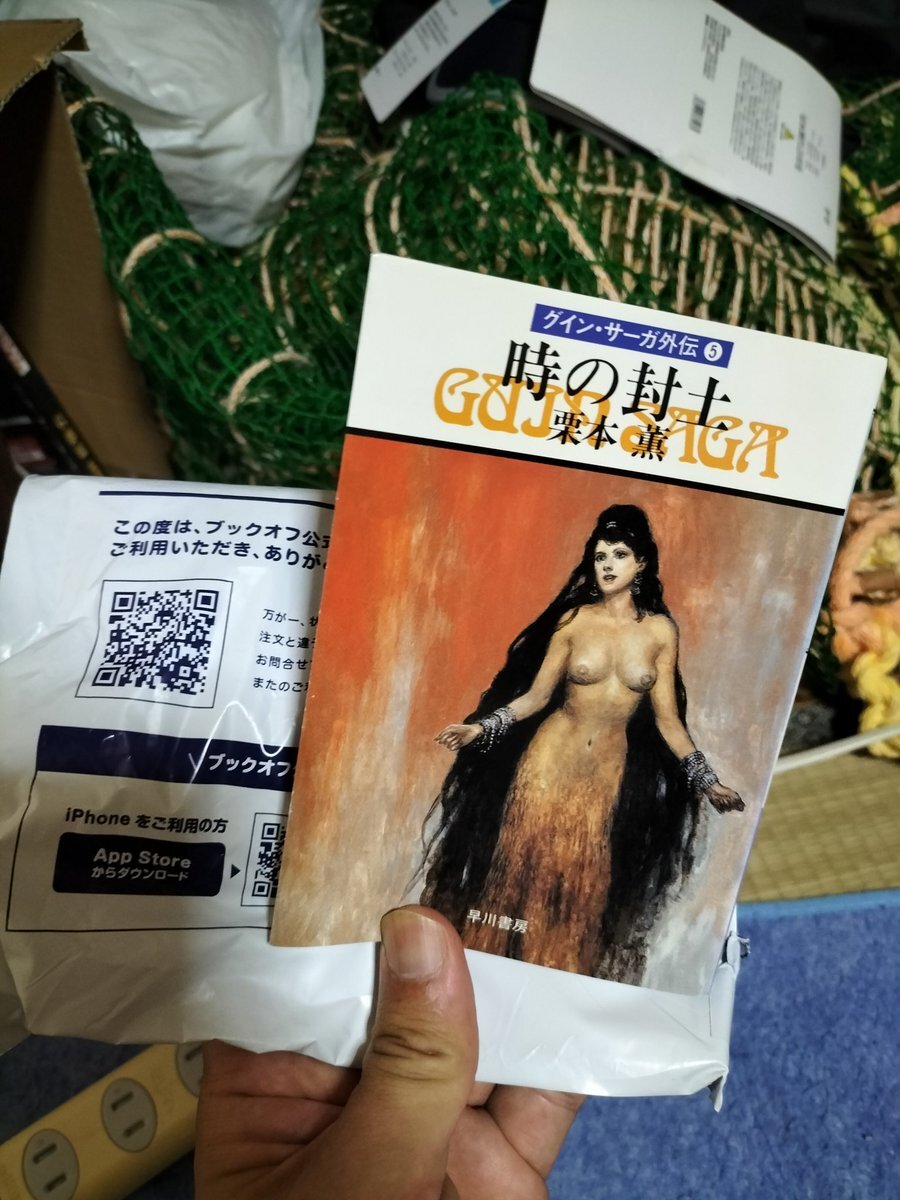 グイン・サーガ外伝 5
時の封土
GUIN SAGA
栗本 薫
早川書房
この度は、ブックオフ公式
ご利用いただき、ありが
万が一、
注文と違
お問合せ
またのご
ブックオフ
iPhoneをご利用の方
App Store
からダウンロード